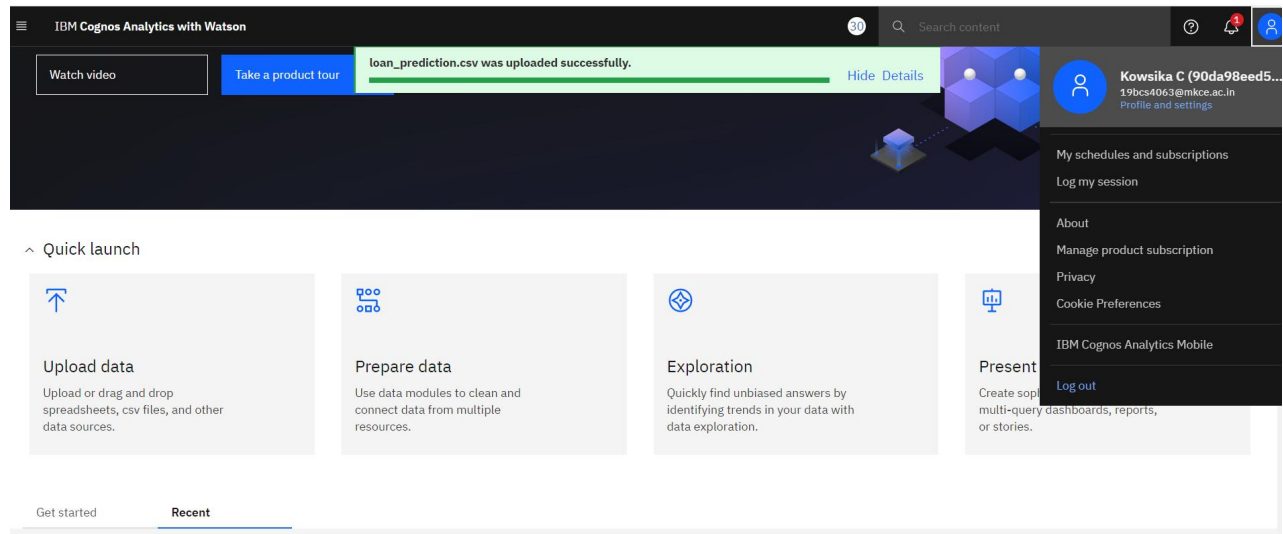 IBM Cognos Analytics with Watson
30
Search content
1
Watch video
Take a product tour
loan_prediction.csv was uploaded successfully.
Hide Details
Kowsika C (90da98eed5...
19bcs4063@mkce.ac.in
Profile and settings
My schedules and subscriptions
Log my session
About
Manage product subscription
Privacy
Cookie Preferences
IBM Cognos Analytics Mobile
Log out
Quick launch
Upload data
Upload or drag and drop
spreadsheets, csv files, and other
data sources.
Prepare data
Use data modules to clean and
connect data from multiple
resources.
Exploration
Quickly find unbiased answers by
identifying trends in your data with
data exploration.
Present
Create
multi-query dashboards, reports,
or stories.
Get started
Recent